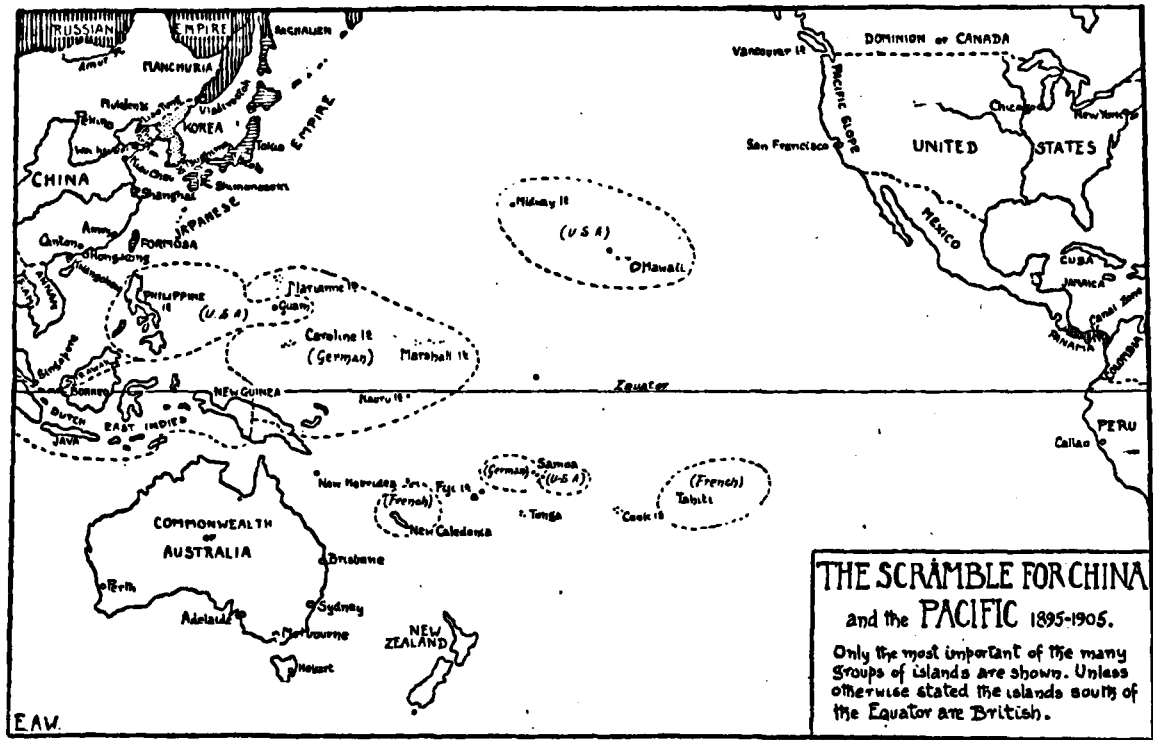 RUSSIAN EMPIRE
SACHALIEN
Amur R
MANCHURIA
Vladivostok
Peking
KOREA
Tokio
CHINA
Shanghai
Shimonoseki
JAPANESE EMPIRE
Amoy
FORMOSA
Canton
Hong Kong
ANNAM
PHILIPPINE Is
(U.S.A)
Marianne Is
Guam
Caroline Is
(German)
Marshall Is
Singapore
SARAWAK
BORNEO
NEW GUINEA
Nauru Is
Equator
DUTCH EAST INDIES
JAVA
Midway Is
(U S A)
Hawaii
Vancouver Is
DOMINION OF CANADA
PACIFIC SLOPE
Chicago
New York
San Francisco
UNITED STATES
MEXICO
CUBA
JAMAICA
Canal Zone
PANAMA
COLOMBIA
PERU
Callao
New Hebrides
(French)
New Caledonia
Fiji Is
(German)
Samoa
(U.S.A)
Tonga
Cook Is
(French)
Tahiti
COMMONWEALTH
OF
AUSTRALIA
Brisbane
Perth
Sydney
Adelaide
Melbourne
Hobart
NEW
ZEALAND
THE SCRAMBLE FOR CHINA
and the PACIFIC 1895-1905.
Only the most important of the many
groups of islands are shown. Unless
otherwise stated the islands south of
the Equator are British.
E.A.W.